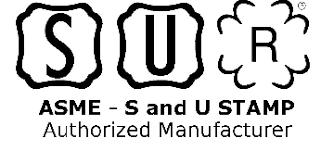 S U R ®
ASME - S and U STAMP
Authorized Manufacturer